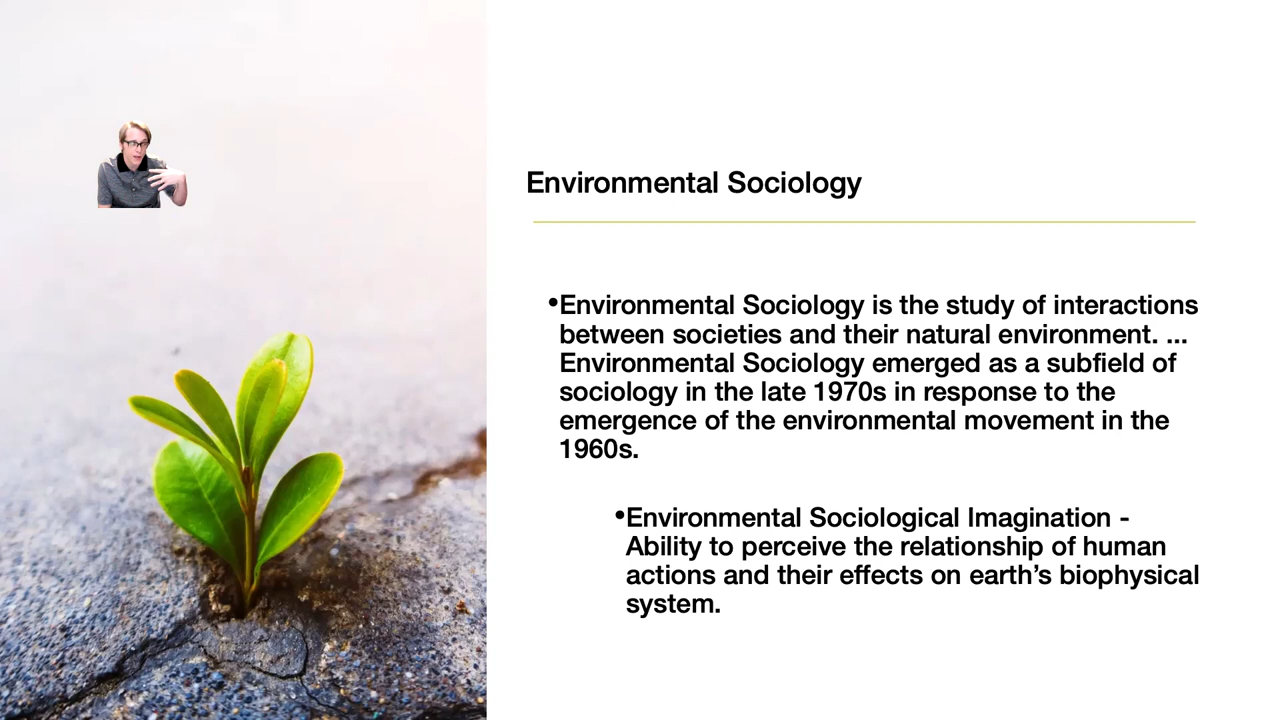 Environmental Sociology
•Environmental Sociology is the study of interactions
between societies and their natural environment. ...
Environmental Sociology emerged as a subfield of
sociology in the late 1970s in response to the
emergence of the environmental movement in the
1960s.
•Environmental Sociological Imagination -
Ability to perceive the relationship of human
actions and their effects on earth’s biophysical
system.